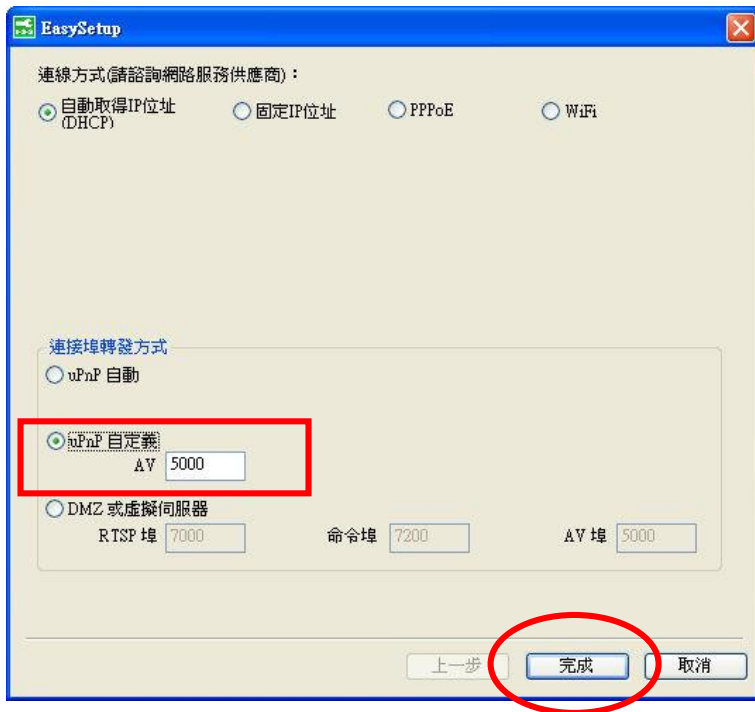 EasySetup
連線方式(請諮詢網路服務供應商)：
自動取得IP位址 固定IP位址 PPPoE WiFi
(DHCP)
連接埠轉發方式
uPnP 自動
uPnP 自定義
AV 5000
DMZ 或虛擬伺服器
RTSP 埠 7000 命令埠 7200 AV 埠 5000
上一步 完成 取消